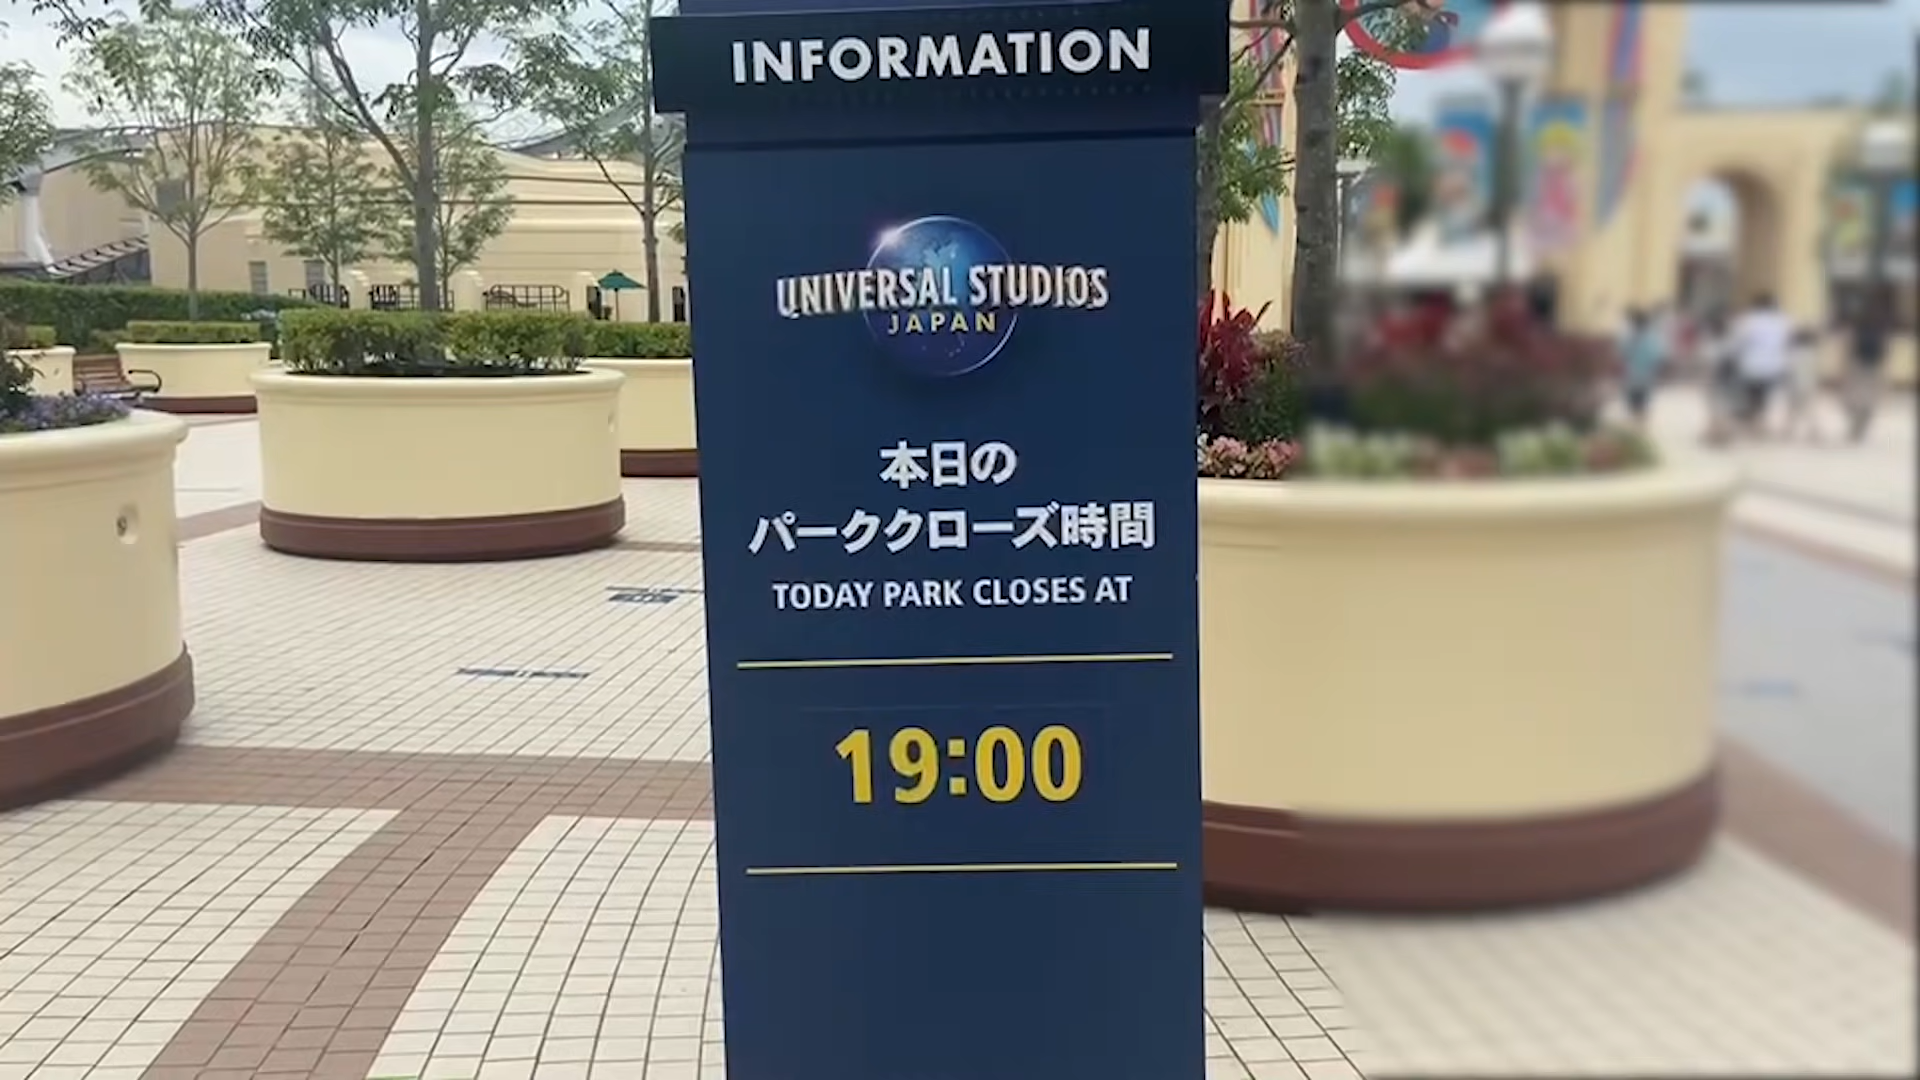 INFORMATION
UNIVERSAL STUDIOS
JAPAN
本日の
パーククローズ時間
TODAY PARK CLOSES AT
19:00